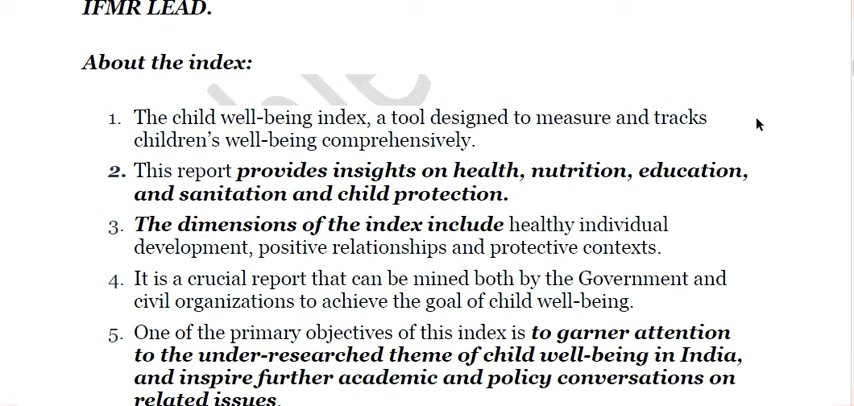 IFMR LEAD.
About the index:
1. The child well-being index, a tool designed to measure and tracks
children’s well-being comprehensively.
2. This report provides insights on health, nutrition, education,
and sanitation and child protection.
3. The dimensions of the index include healthy individual
development, positive relationships and protective contexts.
4. It is a crucial report that can be mined both by the Government and
civil organizations to achieve the goal of child well-being.
5. One of the primary objectives of this index is to garner attention
to the under-researched theme of child well-being in India,
and inspire further academic and policy conversations on
related issues.